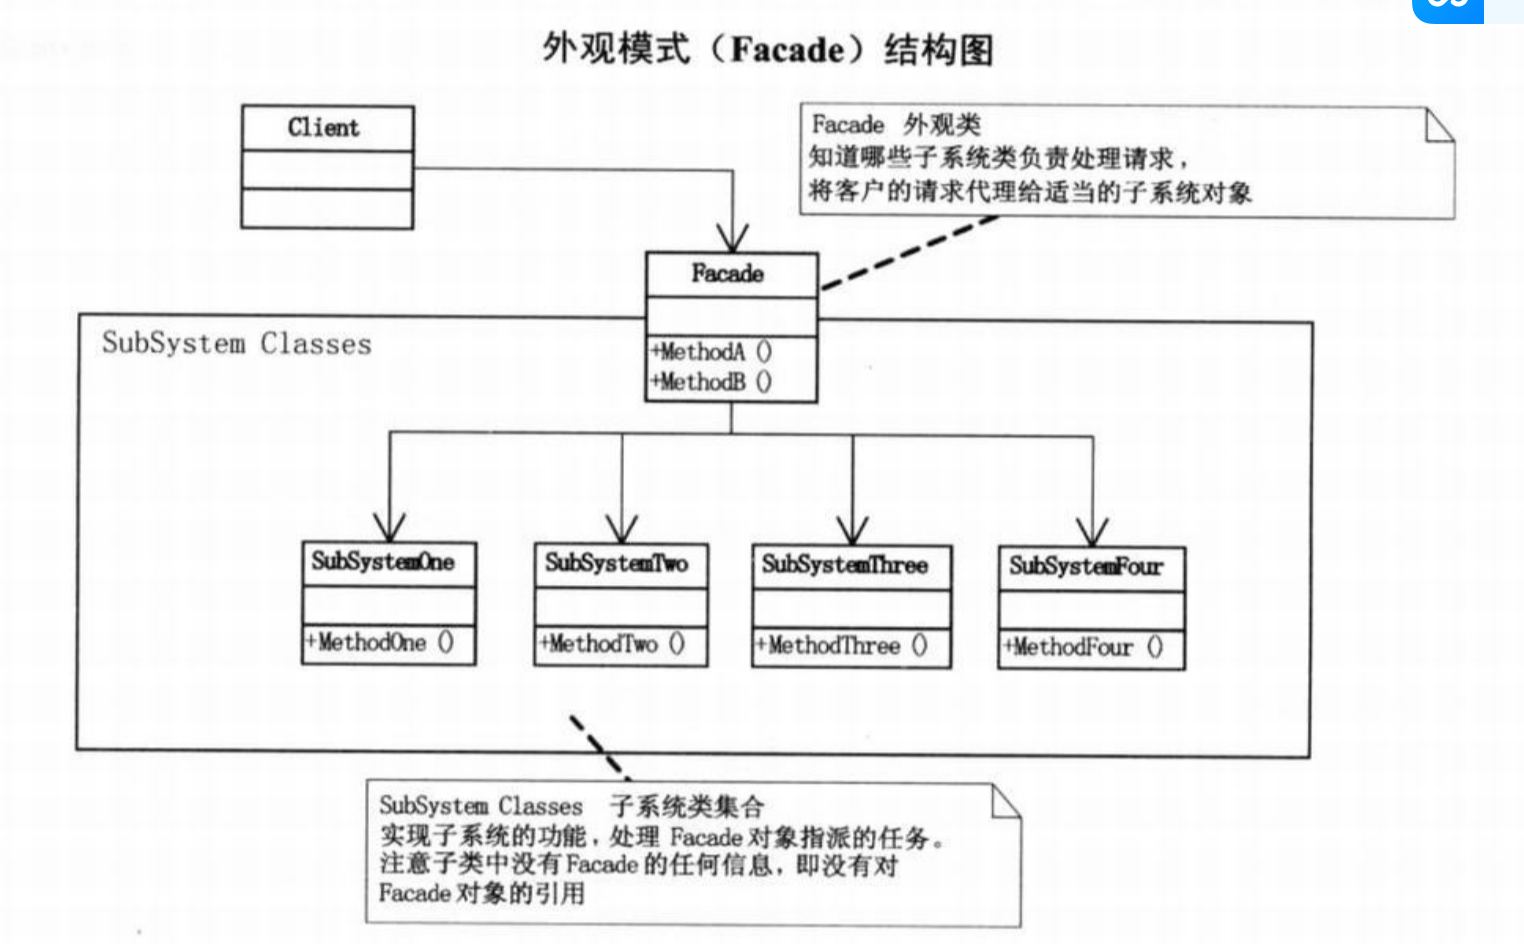 外观模式（Facade）结构图
Client
Facade 外观类
知道哪些子系统类负责处理请求，
将客户的请求代理给适当的子系统对象
Facade
+MethodA ()
+MethodB ()
SubSystem Classes
SubSystemOne
+MethodOne ()
SubSystemTwo
+MethodTwo ()
SubSystemThree
+MethodThree ()
SubSystemFour
+MethodFour ()
SubSystem Classes 子系统类集合
实现子系统的功能，处理 Facade 对象指派的任务。
注意子类中没有 Facade 的任何信息，即没有对
Facade 对象的引用